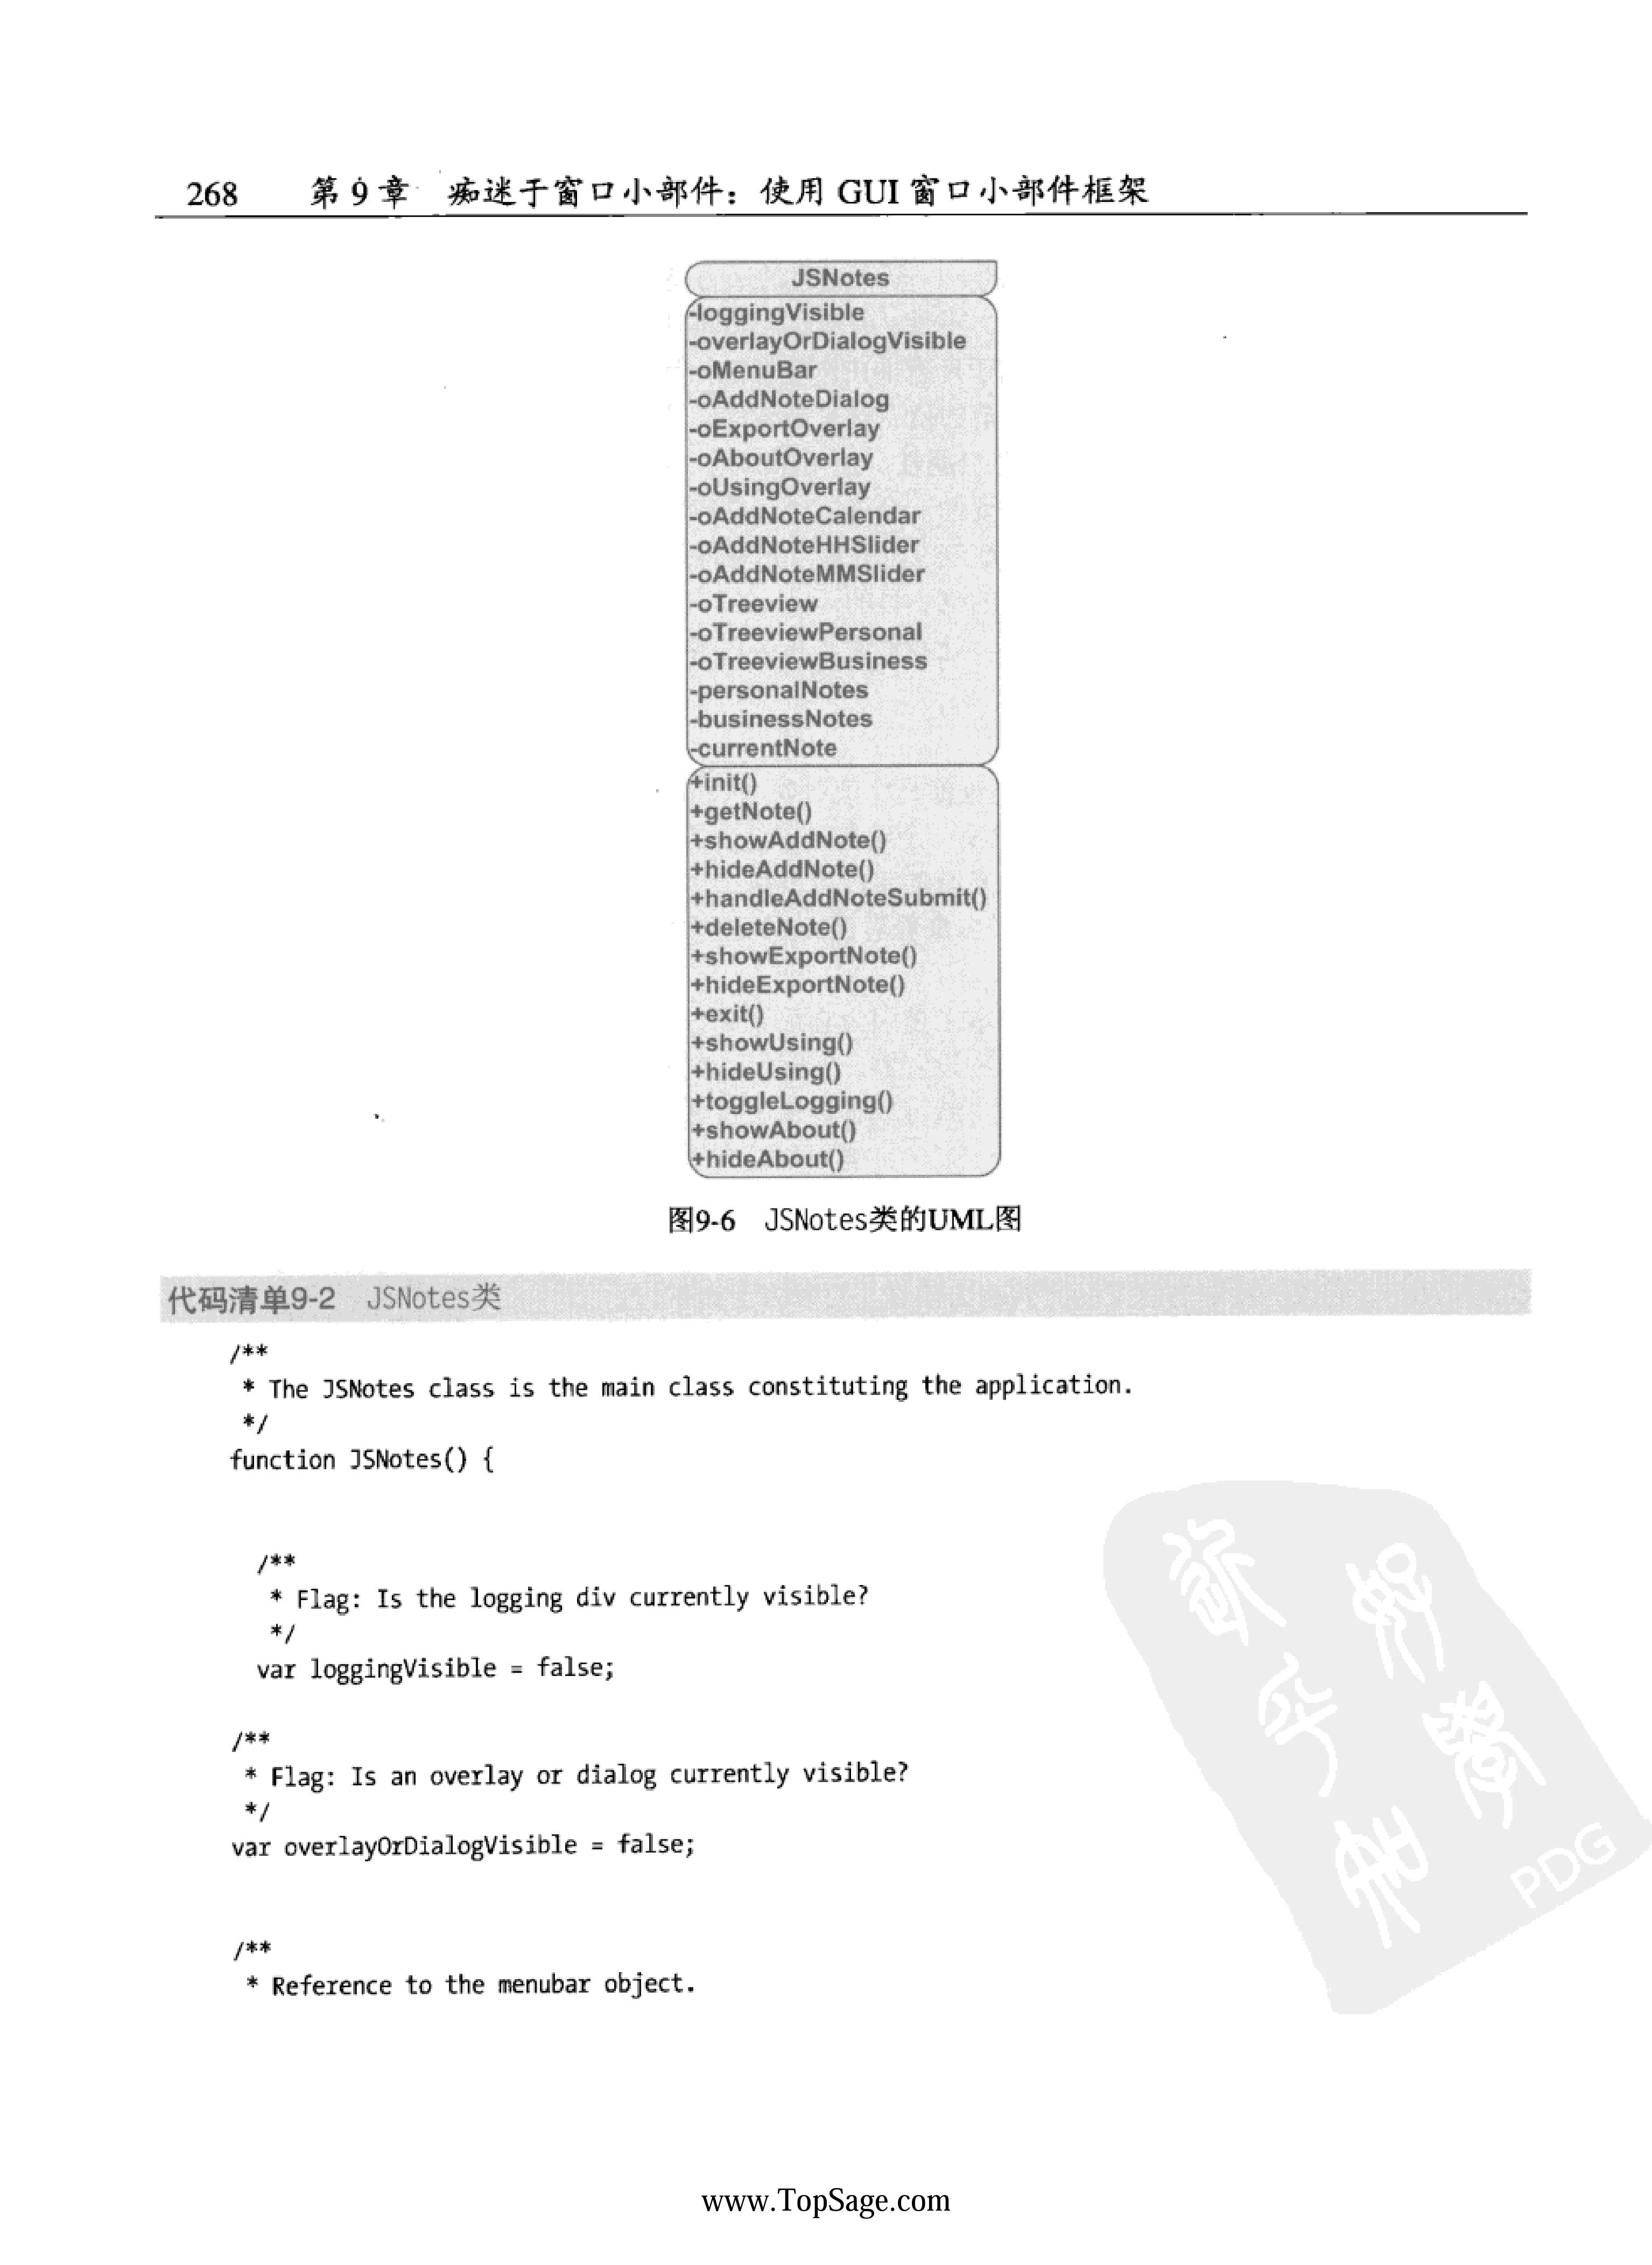 268 第 9 章 痴迷于窗口小部件：使用 GUI 窗口小部件框架
JSNotes
-loggingVisible
-overlayOrDialogVisible
-oMenuBar
-oAddNoteDialog
-oExportOverlay
-oAboutOverlay
-oUsingOverlay
-oAddNoteCalendar
-oAddNoteHHSlider
-oAddNoteMMSlider
-oTreeview
-oTreeviewPersonal
-oTreeviewBusiness
-personalNotes
-businessNotes
-currentNote
+init()
+getNote()
+showAddNote()
+hideAddNote()
+handleAddNoteSubmit()
+deleteNote()
+showExportNote()
+hideExportNote()
+exit()
+showUsing()
+hideUsing()
+toggleLogging()
+showAbout()
+hideAbout()
图9-6 JSNotes类的UML图
代码清单9-2 JSNotes类
/**
 * The JSNotes class is the main class constituting the application.
 */
function JSNotes() {
/**
 * Flag: Is the logging div currently visible?
 */
var loggingVisible = false;
/**
 * Flag: Is an overlay or dialog currently visible?
 */
var overlayOrDialogVisible = false;
/**
 * Reference to the menubar object.
PDG
www.TopSage.com